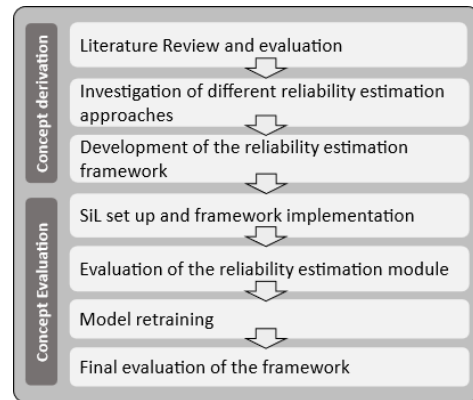 Concept derivation
Literature Review and evaluation
Investigation of different reliability estimation
approaches
Development of the reliability estimation
framework
Concept Evaluation
SiL set up and framework implementation
Evaluation of the reliability estimation module
Model retraining
Final evaluation of the framework